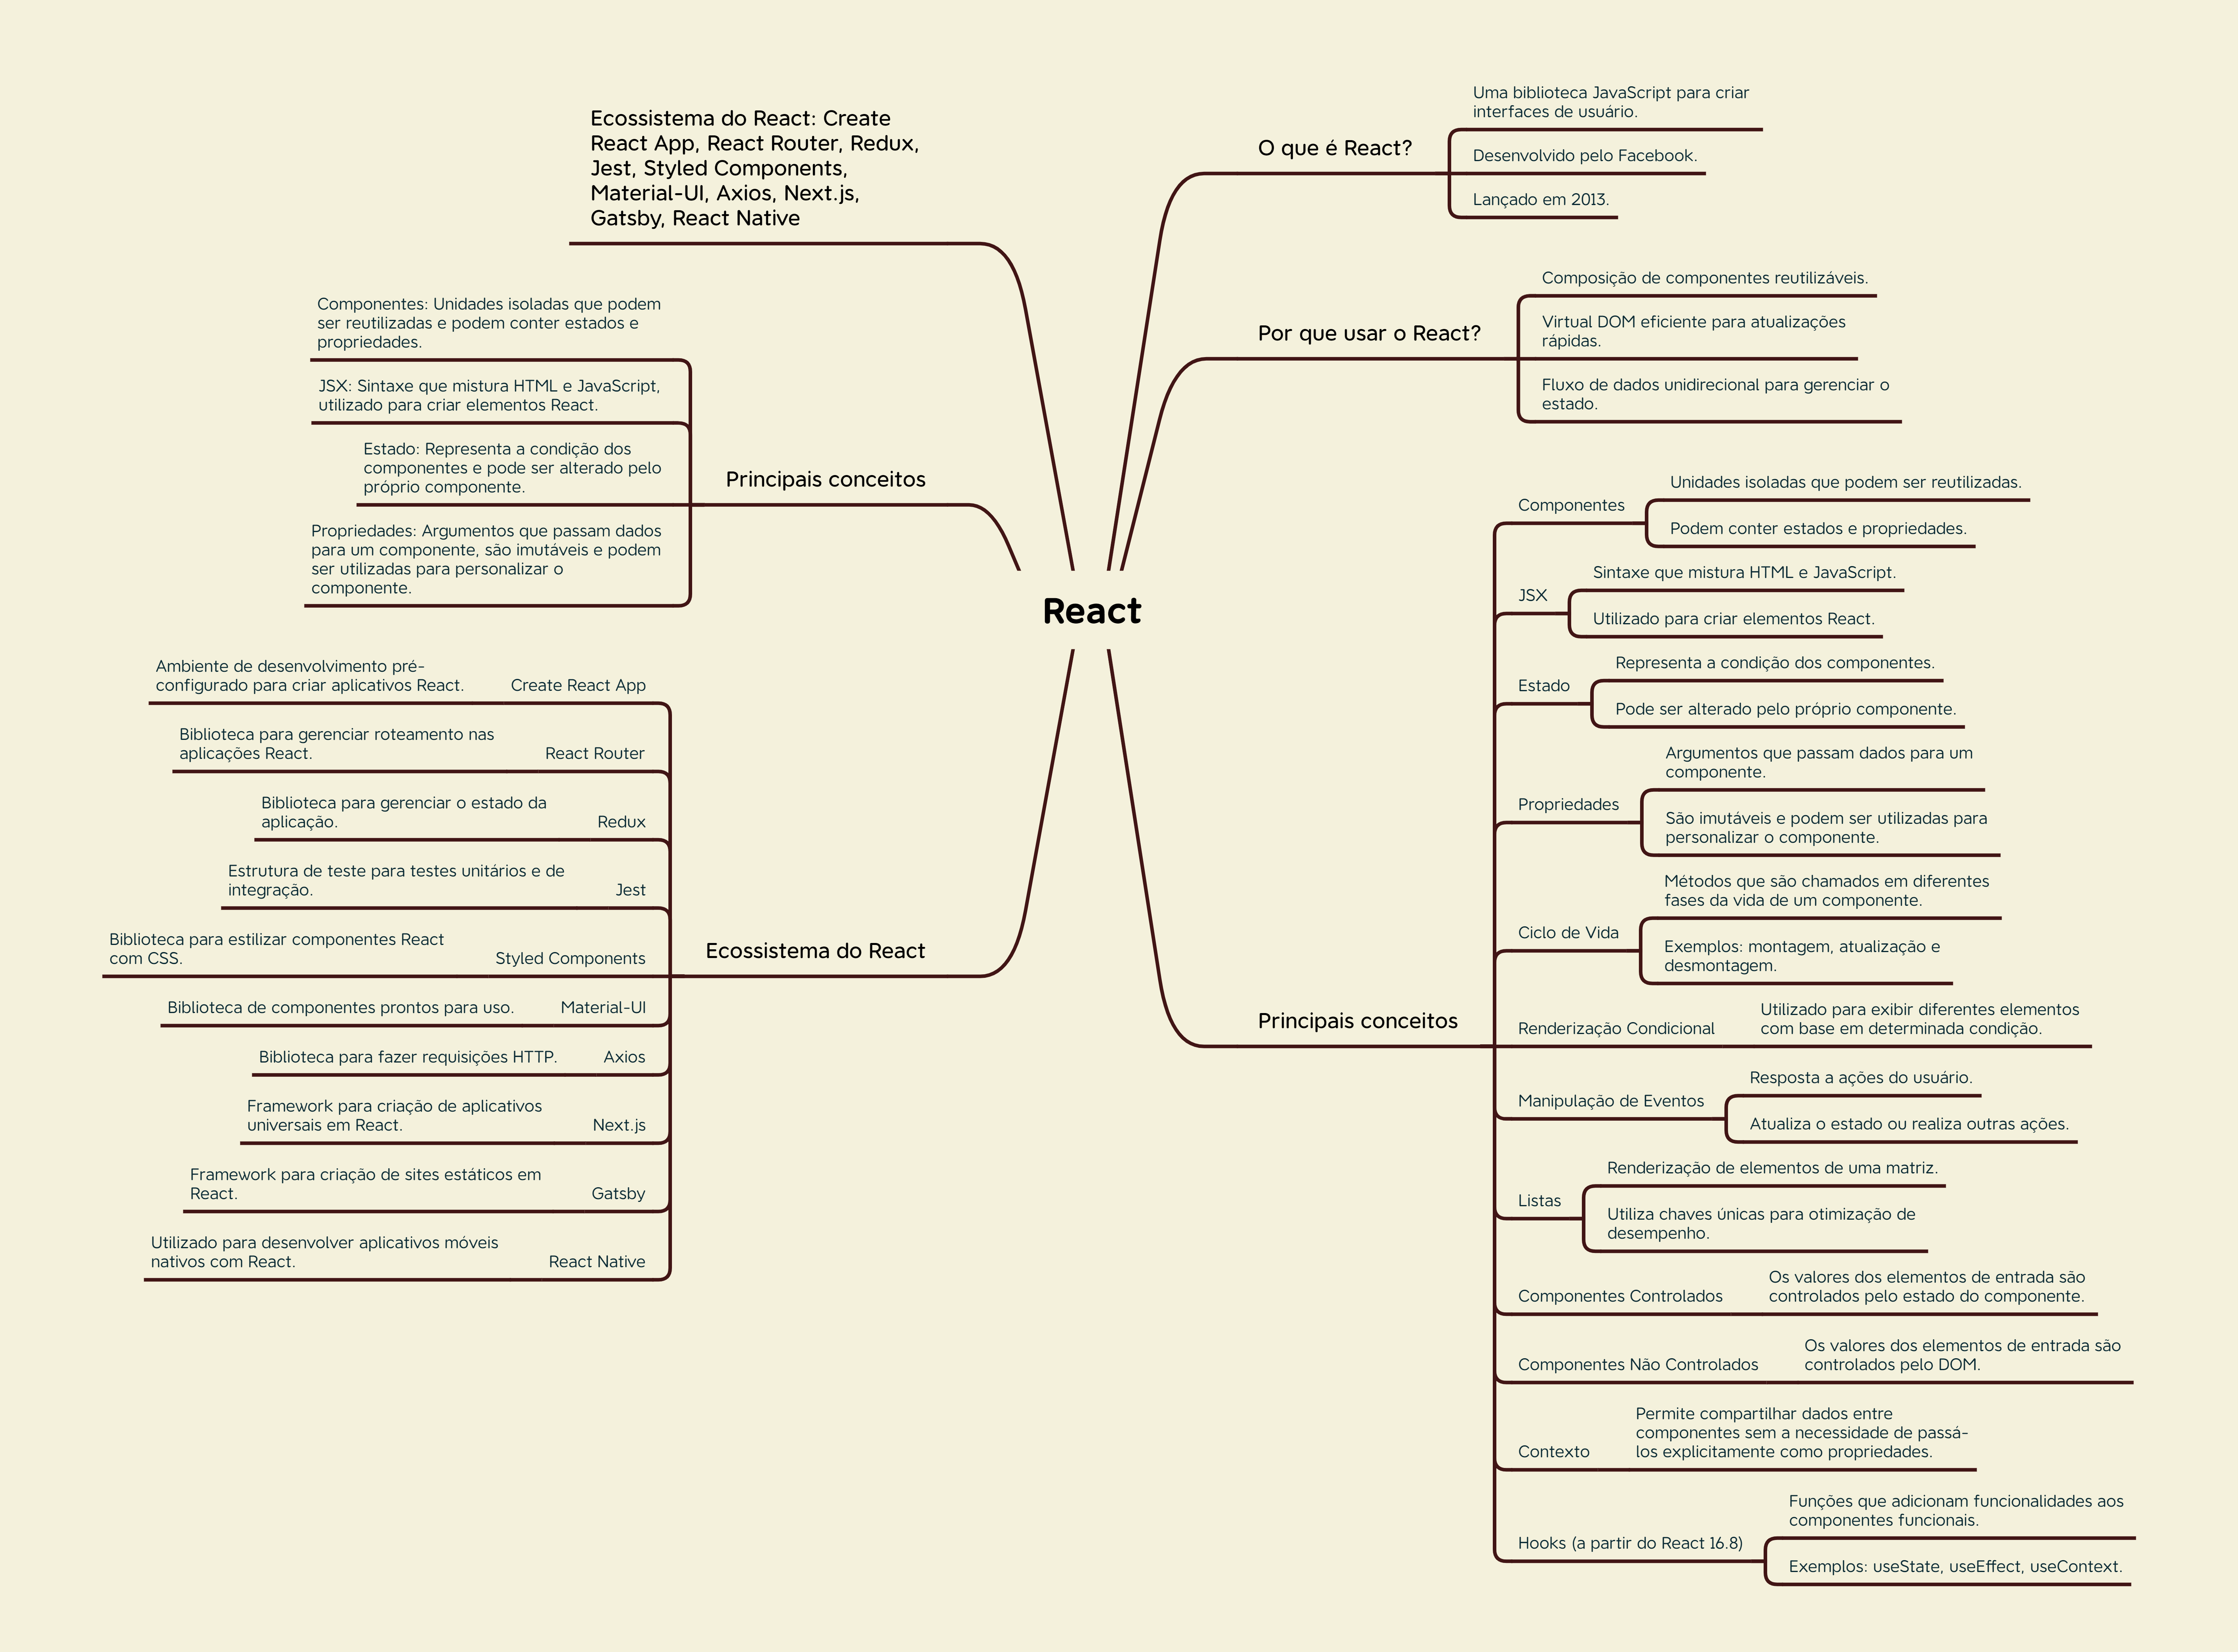 React
O que é React?
Uma biblioteca JavaScript para criar
interfaces de usuário.
Desenvolvido pelo Facebook.
Lançado em 2013.
Por que usar o React?
Composição de componentes reutilizáveis.
Virtual DOM eficiente para atualizações
rápidas.
Fluxo de dados unidirecional para gerenciar o
estado.
Principais conceitos
Componentes
Unidades isoladas que podem ser reutilizadas.
Podem conter estados e propriedades.
JSX
Sintaxe que mistura HTML e JavaScript.
Utilizado para criar elementos React.
Estado
Representa a condição dos componentes.
Pode ser alterado pelo próprio componente.
Propriedades
Argumentos que passam dados para um
componente.
São imutáveis e podem ser utilizadas para
personalizar o componente.
Ciclo de Vida
Métodos que são chamados em diferentes
fases da vida de um componente.
Exemplos: montagem, atualização e
desmontagem.
Renderização Condicional
Utilizado para exibir diferentes elementos
com base em determinada condição.
Manipulação de Eventos
Resposta a ações do usuário.
Atualiza o estado ou realiza outras ações.
Listas
Renderização de elementos de uma matriz.
Utiliza chaves únicas para otimização de
desempenho.
Componentes Controlados
Os valores dos elementos de entrada são
controlados pelo estado do componente.
Componentes Não Controlados
Os valores dos elementos de entrada são
controlados pelo DOM.
Contexto
Permite compartilhar dados entre
componentes sem a necessidade de passá-
los explicitamente como propriedades.
Hooks (a partir do React 16.8)
Funções que adicionam funcionalidades aos
componentes funcionais.
Exemplos: useState, useEffect, useContext.
Ecossistema do React: Create
React App, React Router, Redux,
Jest, Styled Components,
Material-UI, Axios, Next.js,
Gatsby, React Native
Principais conceitos
Componentes: Unidades isoladas que podem
ser reutilizadas e podem conter estados e
propriedades.
JSX: Sintaxe que mistura HTML e JavaScript,
utilizado para criar elementos React.
Estado: Representa a condição dos
componentes e pode ser alterado pelo
próprio componente.
Propriedades: Argumentos que passam dados
para um componente, são imutáveis e podem
ser utilizadas para personalizar o
componente.
Ecossistema do React
Create React App
Ambiente de desenvolvimento pré-
configurado para criar aplicativos React.
React Router
Biblioteca para gerenciar roteamento nas
aplicações React.
Redux
Biblioteca para gerenciar o estado da
aplicação.
Jest
Estrutura de teste para testes unitários e de
integração.
Styled Components
Biblioteca para estilizar componentes React
com CSS.
Material-UI
Biblioteca de componentes prontos para uso.
Axios
Biblioteca para fazer requisições HTTP.
Next.js
Framework para criação de aplicativos
universais em React.
Gatsby
Framework para criação de sites estáticos em
React.
React Native
Utilizado para desenvolver aplicativos móveis
nativos com React.